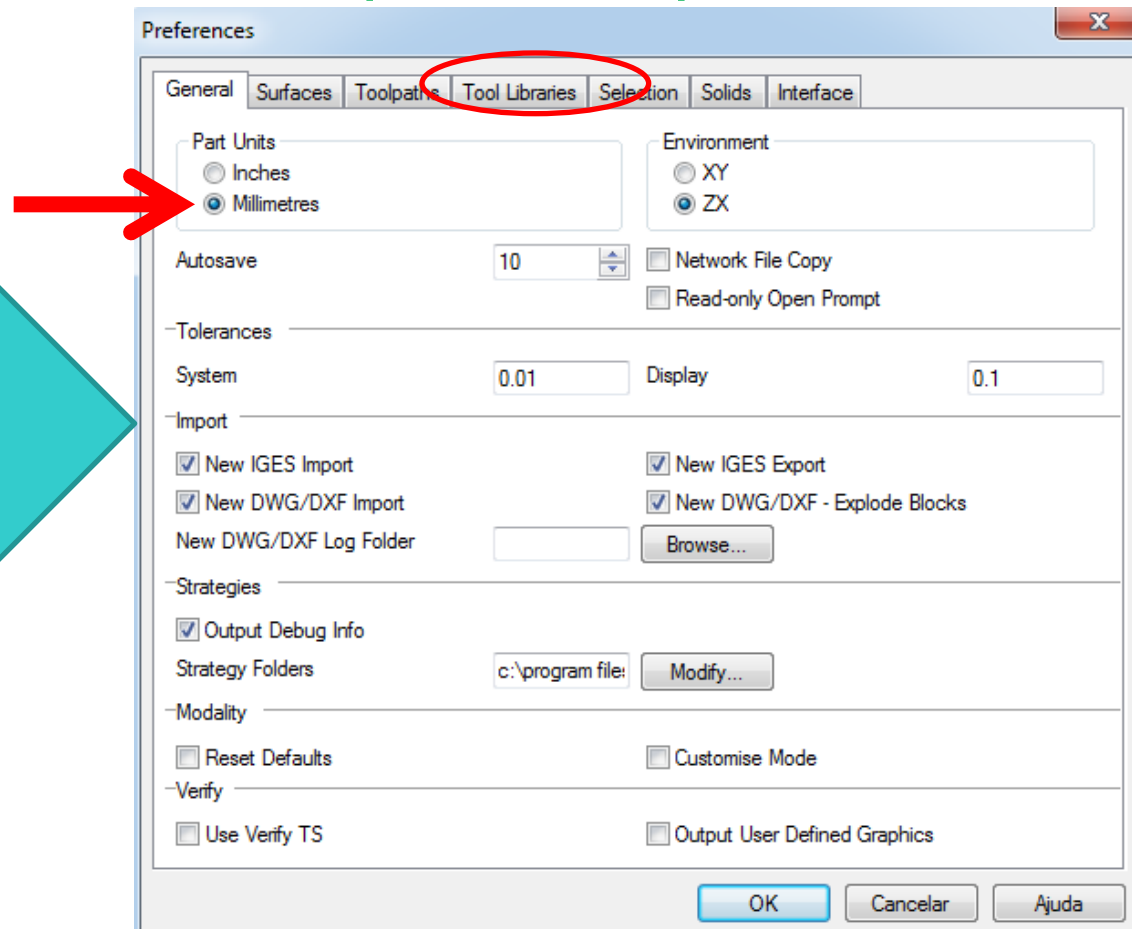 Preferences
General Surfaces Toolpaths Tool Libraries Selection Solids Interface
Part Units
Environment
Inches
XY
Millimetres
ZX
Autosave
10
Network File Copy
Read-only Open Prompt
Tolerances
System
0.01
Display
0.1
Import
New IGES Import
New IGES Export
New DWG/DXF Import
New DWG/DXF - Explode Blocks
New DWG/DXF Log Folder
Browse...
Strategies
Output Debug Info
Strategy Folders
c:\program file
Modify...
Modality
Reset Defaults
Customise Mode
Verify
Use Verify TS
Output User Defined Graphics
OK
Cancelar
Ajuda